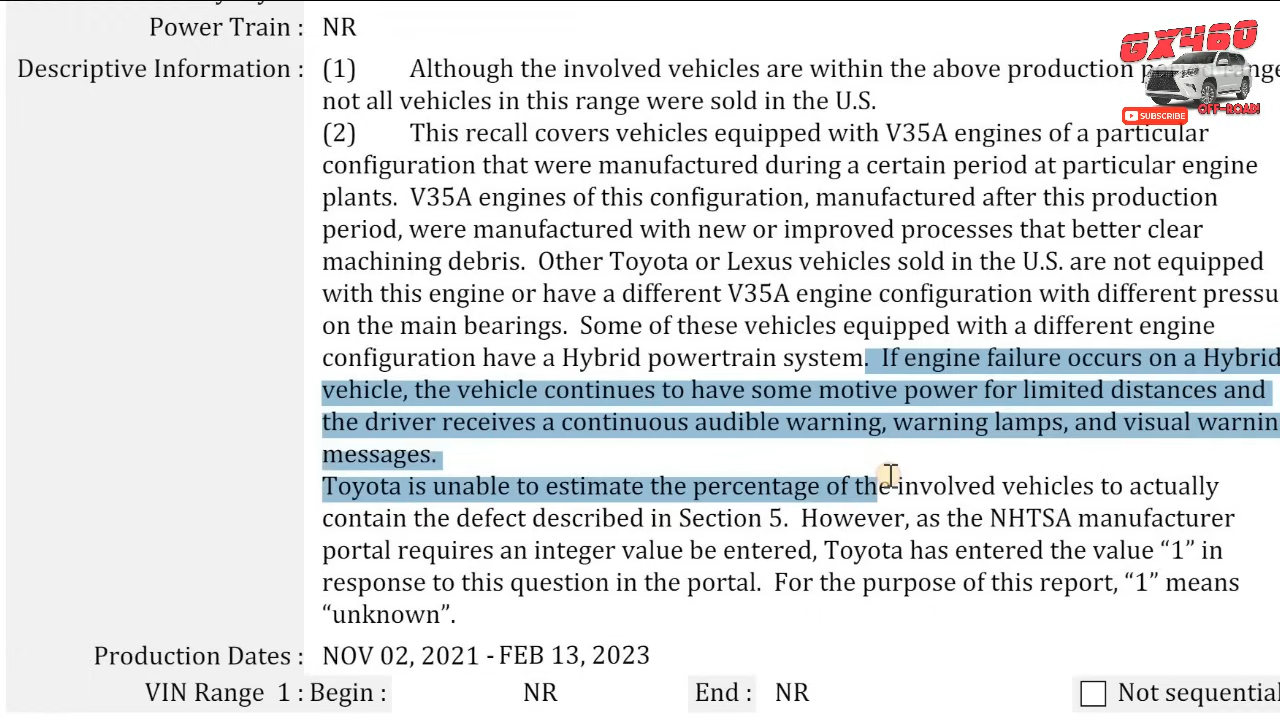 Power Train : NR
Descriptive Information : (1) Although the involved vehicles are within the above production
not all vehicles in this range were sold in the U.S.
(2) This recall covers vehicles equipped with V35A engines of a particular
configuration that were manufactured during a certain period at particular engine
plants. V35A engines of this configuration, manufactured after this production
period, were manufactured with new or improved processes that better clear
machining debris. Other Toyota or Lexus vehicles sold in the U.S. are not equipped
with this engine or have a different V35A engine configuration with different pressu
on the main bearings. Some of these vehicles equipped with a different engine
configuration have a Hybrid powertrain system. If engine failure occurs on a Hybrid
vehicle, the vehicle continues to have some motive power for limited distances and
the driver receives a continuous audible warning, warning lamps, and visual warnin
messages.
Toyota is unable to estimate the percentage of the involved vehicles to actually
contain the defect described in Section 5. However, as the NHTSA manufacturer
portal requires an integer value be entered, Toyota has entered the value “1” in
response to this question in the portal. For the purpose of this report, “1” means
“unknown”.
Production Dates : NOV 02, 2021 - FEB 13, 2023
VIN Range 1 : Begin : NR End : NR Not sequential
GX460
OFF-ROAD!
SUBSCRIBE